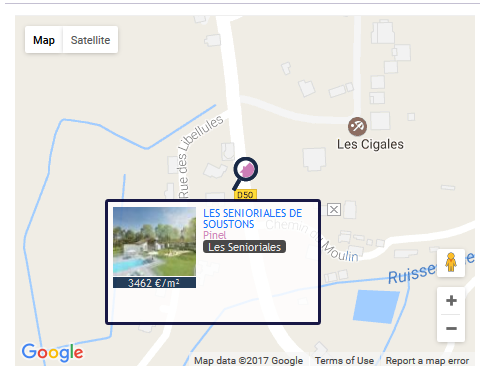 Map Satellite
Rue des Libellules
Les Cigales
D50
LES SENIORIALES DE
SOUSTONS
Pinel
Les Senioriales
3462 €/m²
Chemin du Moulin
Google
Map data ©2017 Google Terms of Use Report a map error